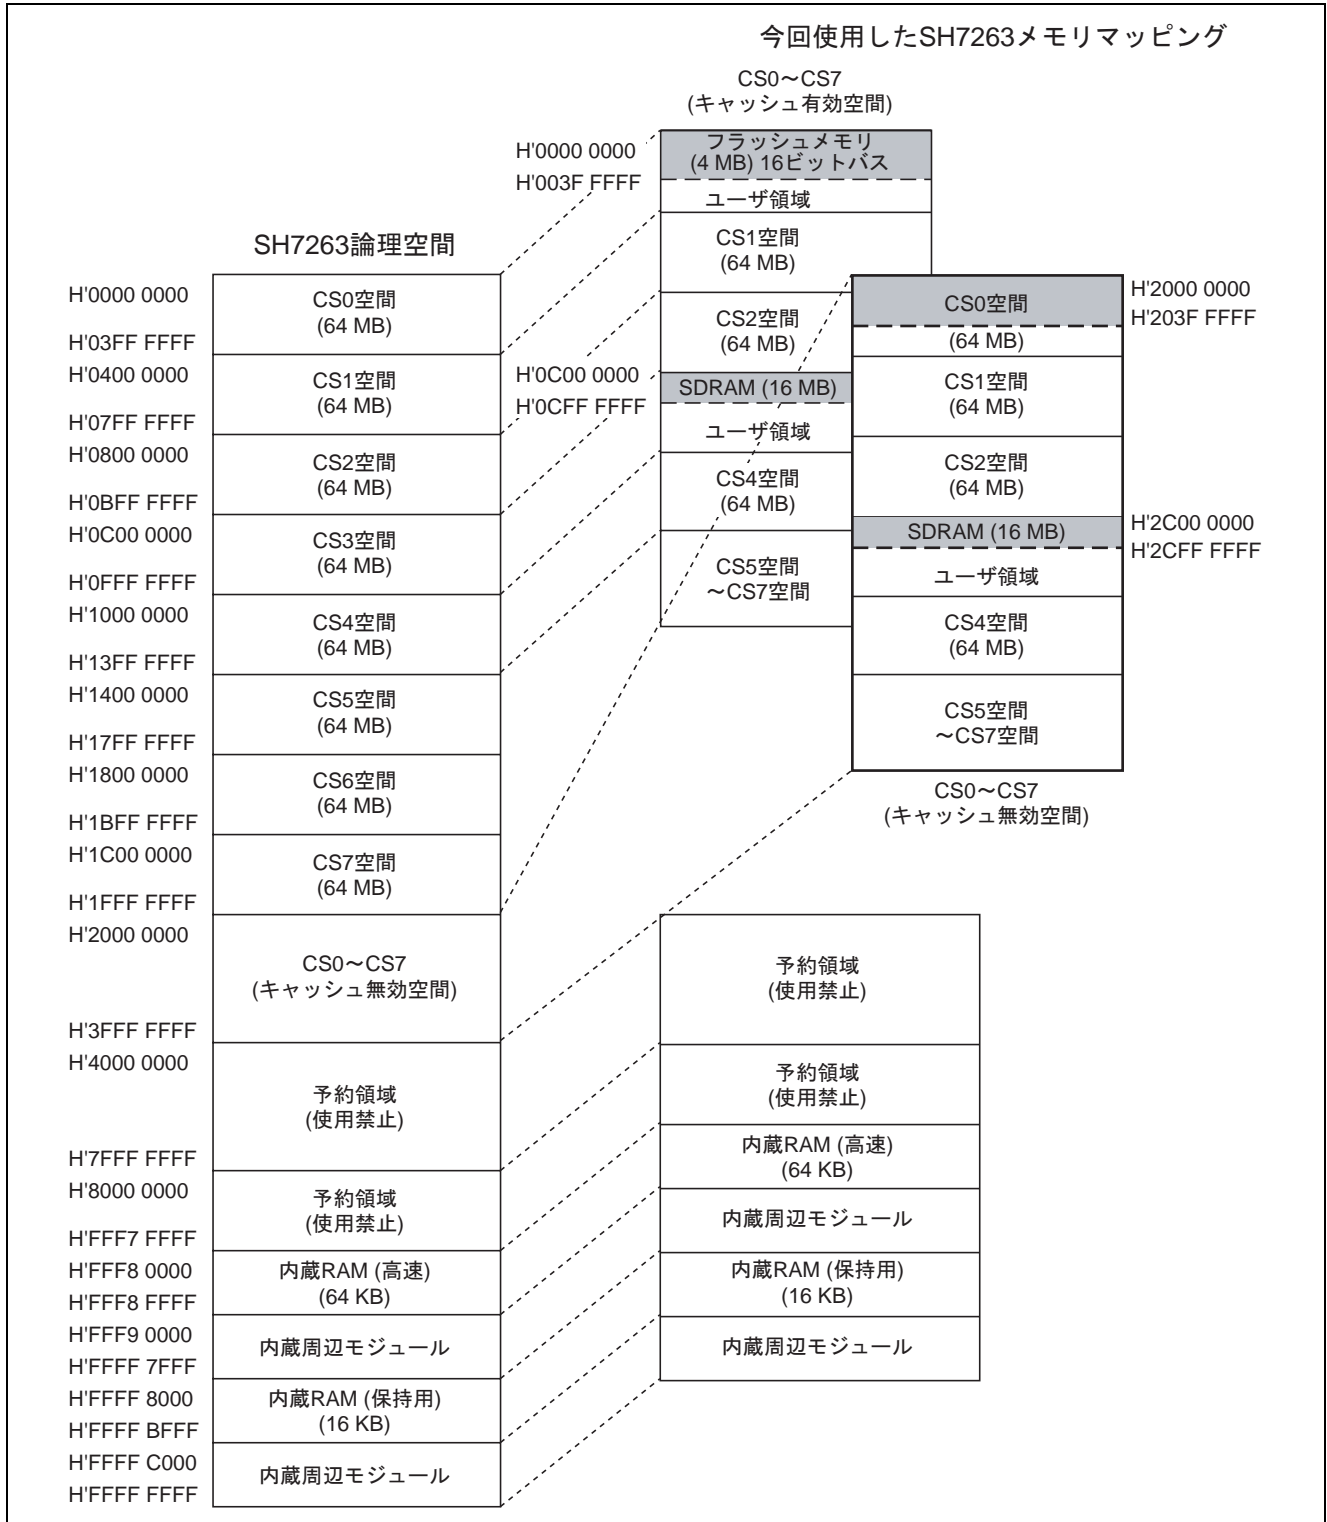 今回使用したSH7263メモリマッピング
CS0～CS7
(キャッシュ有効空間)
H'0000 0000
H'003F FFFF
フラッシュメモリ
(4 MB) 16ビットバス
ユーザ領域
CS1空間
(64 MB)
CS2空間
(64 MB)
H'0C00 0000
H'0CFF FFFF
SDRAM (16 MB)
ユーザ領域
CS4空間
(64 MB)
CS5空間
～CS7空間
CS0空間
(64 MB)
H'2000 0000
H'203F FFFF
CS1空間
(64 MB)
CS2空間
(64 MB)
SDRAM (16 MB)
H'2C00 0000
H'2CFF FFFF
ユーザ領域
CS4空間
(64 MB)
CS5空間
～CS7空間
CS0～CS7
(キャッシュ無効空間)
SH7263論理空間
H'0000 0000
H'03FF FFFF
CS0空間
(64 MB)
H'0400 0000
H'07FF FFFF
CS1空間
(64 MB)
H'0800 0000
H'0BFF FFFF
CS2空間
(64 MB)
H'0C00 0000
H'0FFF FFFF
CS3空間
(64 MB)
H'1000 0000
H'13FF FFFF
CS4空間
(64 MB)
H'1400 0000
H'17FF FFFF
CS5空間
(64 MB)
H'1800 0000
H'1BFF FFFF
CS6空間
(64 MB)
H'1C00 0000
H'1FFF FFFF
CS7空間
(64 MB)
H'2000 0000
H'3FFF FFFF
CS0～CS7
(キャッシュ無効空間)
H'4000 0000
H'7FFF FFFF
予約領域
(使用禁止)
H'8000 0000
H'FFF7 FFFF
予約領域
(使用禁止)
H'FFF8 0000
H'FFF8 FFFF
内蔵RAM (高速)
(64 KB)
H'FFF9 0000
H'FFFF 7FFF
内蔵周辺モジュール
H'FFFF 8000
H'FFFF BFFF
内蔵RAM (保持用)
(16 KB)
H'FFFF C000
H'FFFF FFFF
内蔵周辺モジュール
予約領域
(使用禁止)
予約領域
(使用禁止)
内蔵RAM (高速)
(64 KB)
内蔵周辺モジュール
内蔵RAM (保持用)
(16 KB)
内蔵周辺モジュール